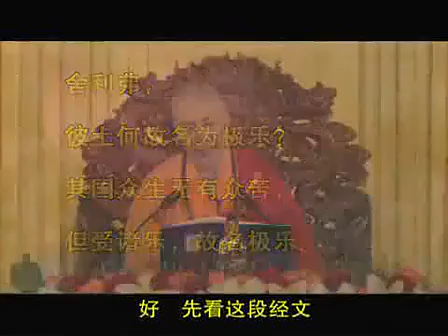 舍利弗，
彼土何故名为极乐？
其国众生无有众苦，
但受诸乐，故名极乐
好 先看这段经文